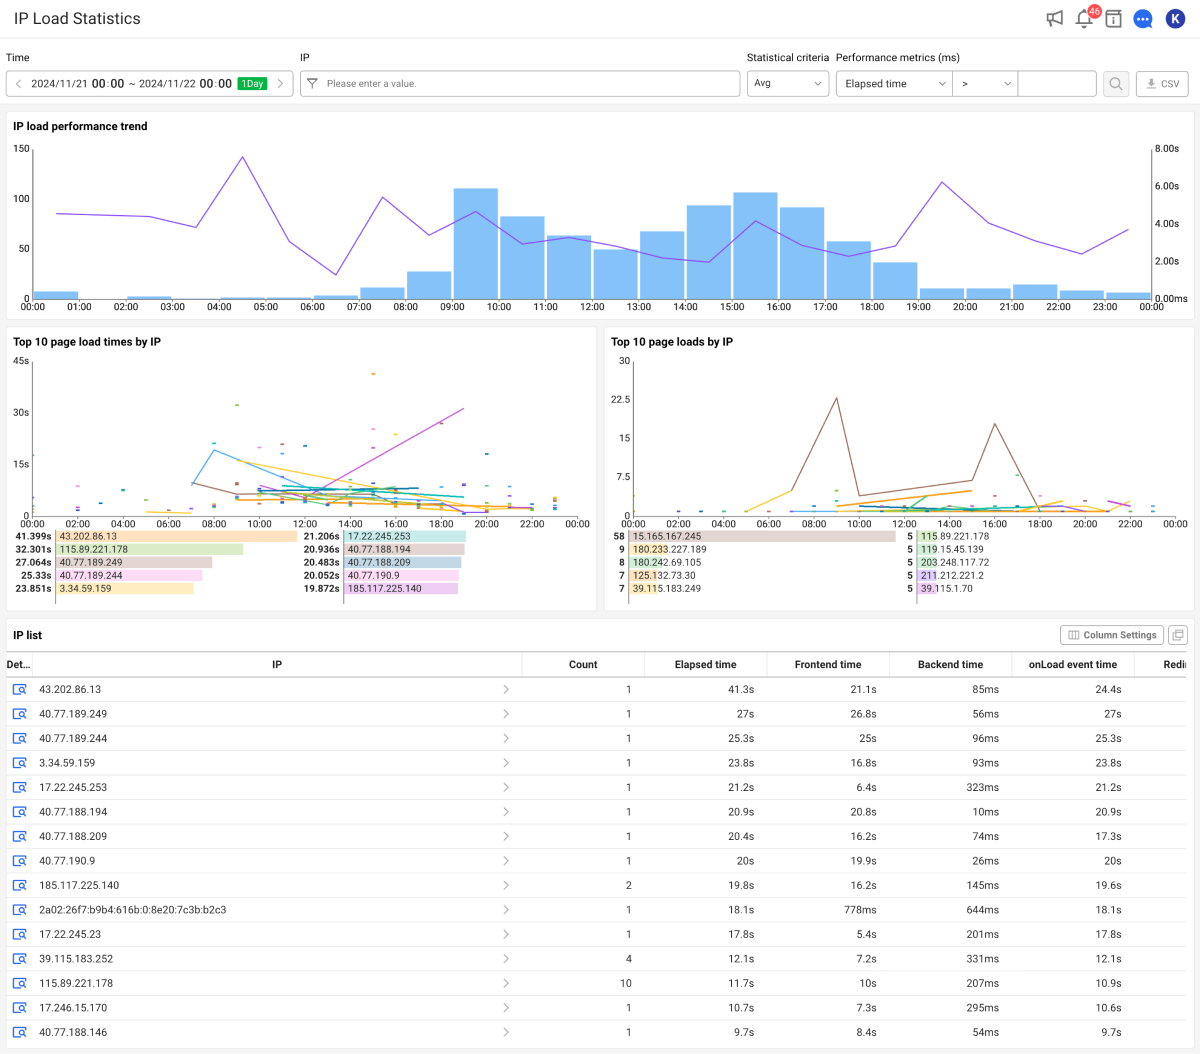 IP Load Statistics
46
K
Time IP Statistical criteria Performance metrics (ms)
2024/11/21 00:00 ~ 2024/11/22 00:00 1Day Please enter a value. Avg Elapsed time > CSV
IP load performance trend
150 8.00s
6.00s
100
4.00s
50
2.00s
0 0.00ms
00:00 01:00 02:00 03:00 04:00 05:00 06:00 07:00 08:00 09:00 10:00 11:00 12:00 13:00 14:00 15:00 16:00 17:00 18:00 19:00 20:00 21:00 22:00 23:00 00:00
Top 10 page load times by IP
45s
30s
15s
0
00:00 02:00 04:00 06:00 08:00 10:00 12:00 14:00 16:00 18:00 20:00 22:00 00:00
41.399s 43.202.86.13 21.206s 17.22.245.253
32.301s 115.89.221.178 20.936s 40.77.188.194
27.064s 40.77.189.249 20.483s 40.77.188.209
25.33s 40.77.189.244 20.052s 40.77.190.9
23.851s 3.34.59.159 19.872s 185.117.225.140
Top 10 page loads by IP
30
22.5
15
7.5
0
00:00 02:00 04:00 06:00 08:00 10:00 12:00 14:00 16:00 18:00 20:00 22:00 00:00
58 15.165.167.245 5 115.89.221.178
9 180.233.227.189 5 119.15.45.139
8 180.242.69.105 5 203.248.117.72
7 125.132.73.30 5 211.212.221.2
7 39.115.183.249 5 39.115.1.70
IP list Column Settings
Det... IP Count Elapsed time Frontend time Backend time onLoad event time Redi
43.202.86.13 1 41.3s 21.1s 85ms 24.4s
40.77.189.249 1 27s 26.8s 56ms 27s
40.77.189.244 1 25.3s 25s 96ms 25.3s
3.34.59.159 1 23.8s 16.8s 93ms 23.8s
17.22.245.253 1 21.2s 6.4s 323ms 21.2s
40.77.188.194 1 20.9s 20.8s 10ms 20.9s
40.77.188.209 1 20.4s 16.2s 74ms 17.3s
40.77.190.9 1 20s 19.9s 26ms 20s
185.117.225.140 2 19.8s 16.2s 145ms 19.6s
2a02:26f7:b9b4:616b:0:8e20:7c3b:b2c3 1 18.1s 778ms 644ms 18.1s
17.22.245.23 1 17.8s 5.4s 201ms 17.8s
39.115.183.252 4 12.1s 7.2s 331ms 12.1s
115.89.221.178 10 11.7s 10s 207ms 10.9s
17.246.15.170 1 10.7s 7.3s 295ms 10.6s
40.77.188.146 1 9.7s 8.4s 54ms 9.7s